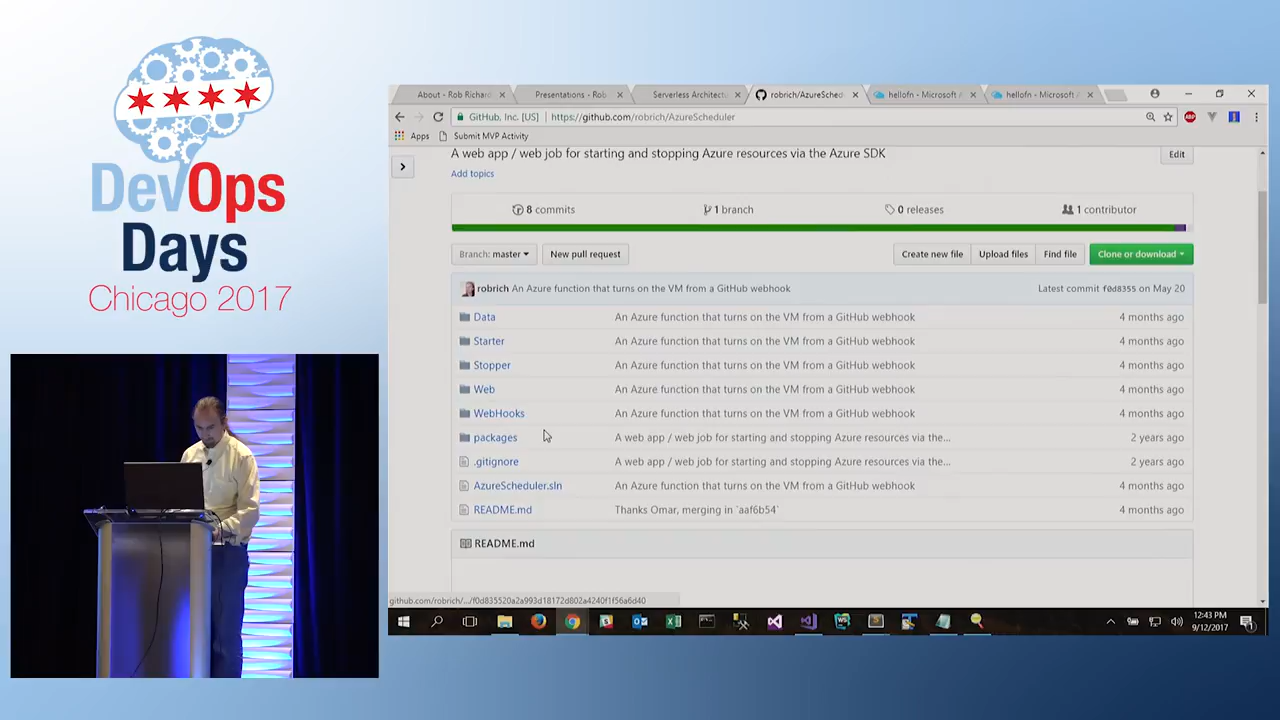 DevOps
Days
Chicago 2017
About - Rob Richard
Presentations - Rob
Serverless Architect
robrich/AzureSched
hellofn - Microsoft A
hellofn - Microsoft A
GitHub, Inc. [US]
https://github.com/robrich/AzureScheduler
ABP
Apps
Submit MVP Activity
A web app / web job for starting and stopping Azure resources via the Azure SDK
Edit
Add topics
8 commits
1 branch
0 releases
1 contributor
Branch: master
New pull request
Create new file
Upload files
Find file
Clone or download
robrich An Azure function that turns on the VM from a GitHub webhook
Latest commit f0d8355 on May 20
Data An Azure function that turns on the VM from a GitHub webhook 4 months ago
Starter An Azure function that turns on the VM from a GitHub webhook 4 months ago
Stopper An Azure function that turns on the VM from a GitHub webhook 4 months ago
Web An Azure function that turns on the VM from a GitHub webhook 4 months ago
WebHooks An Azure function that turns on the VM from a GitHub webhook 4 months ago
packages A web app / web job for starting and stopping Azure resources via the... 2 years ago
.gitignore A web app / web job for starting and stopping Azure resources via the... 2 years ago
AzureScheduler.sln An Azure function that turns on the VM from a GitHub webhook 4 months ago
README.md Thanks Omar, merging in `aaf6b54` 4 months ago
README.md
github.com/robrich/.../f0d835520a2a993d18172d802a4240f1f56a6d40
12:43 PM
9/12/2017